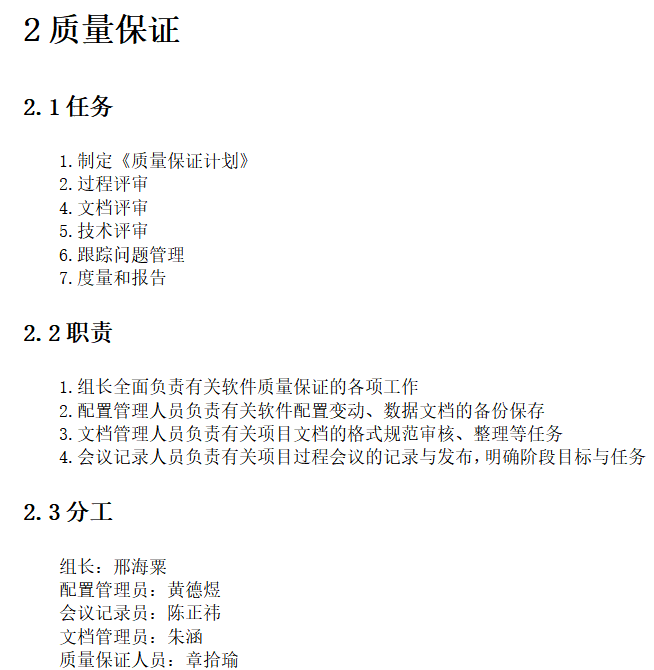 2 质量保证
2.1 任务
1. 制定《质量保证计划》
2. 过程评审
4. 文档评审
5. 技术评审
6. 跟踪问题管理
7. 度量和报告
2.2 职责
1. 组长全面负责有关软件质量保证的各项工作
2. 配置管理人员负责有关软件配置变动、数据文档的备份保存
3. 文档管理人员负责有关项目文档的格式规范审核、整理等任务
4. 会议记录人员负责有关项目过程会议的记录与发布,明确阶段目标与任务
2.3 分工
组长：邢海粟
配置管理员：黄德煜
会议记录员：陈正祎
文档管理员：朱涵
质量保证人员：章拾瑜